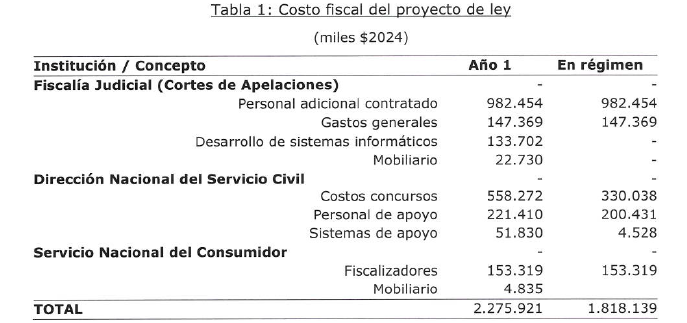 Tabla 1: Costo fiscal del proyecto de ley
(miles $2024)
Institución / Concepto Año 1 En régimen
Fiscalía Judicial (Cortes de Apelaciones) - -
Personal adicional contratado 982.454 982.454
Gastos generales 147.369 147.369
Desarrollo de sistemas informáticos 133.702 -
Mobiliario 22.730 -
Dirección Nacional del Servicio Civil - -
Costos concursos 558.272 330.038
Personal de apoyo 221.410 200.431
Sistemas de apoyo 51.830 4.528
Servicio Nacional del Consumidor - -
Fiscalizadores 153.319 153.319
Mobiliario 4.835 -
TOTAL 2.275.921 1.818.139